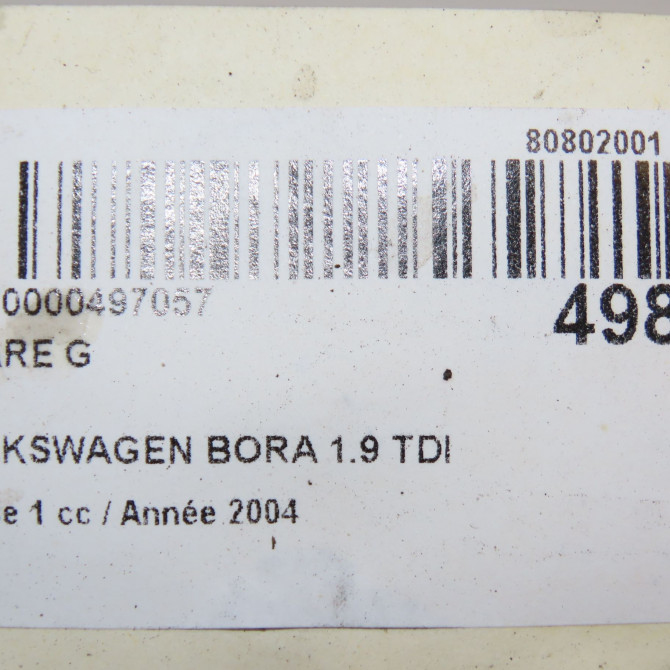 80802001
0000497057
498
ARE G
KSWAGEN BORA 1.9 TDI
e 1 cc / Année 2004